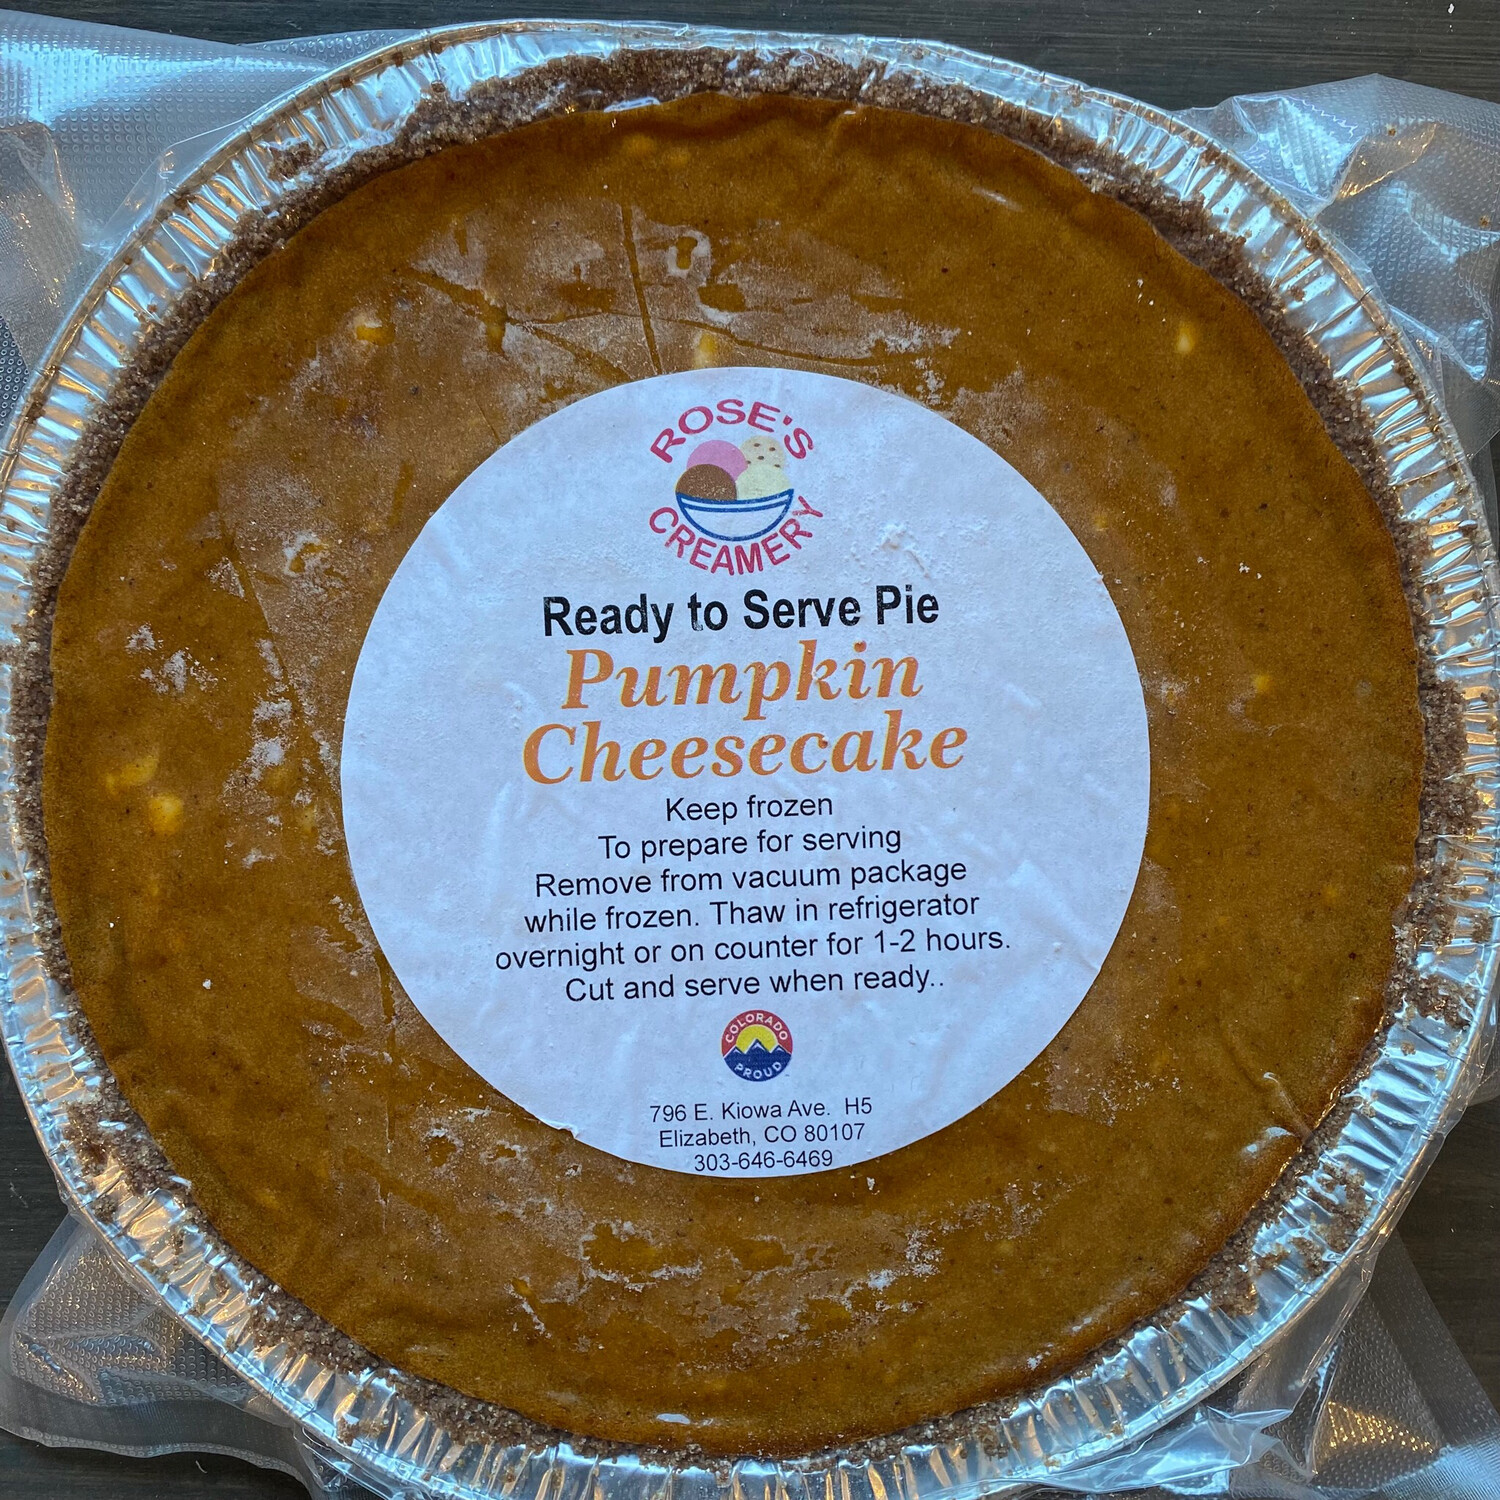 ROSE'S
CREAMERY
Ready to Serve Pie
Pumpkin
Cheesecake
Keep frozen
To prepare for serving
Remove from vacuum package
while frozen. Thaw in refrigerator
overnight or on counter for 1-2 hours.
Cut and serve when ready..
COLORADO
PROUD
796 E. Kiowa Ave. H5
Elizabeth, CO 80107
303-646-6469